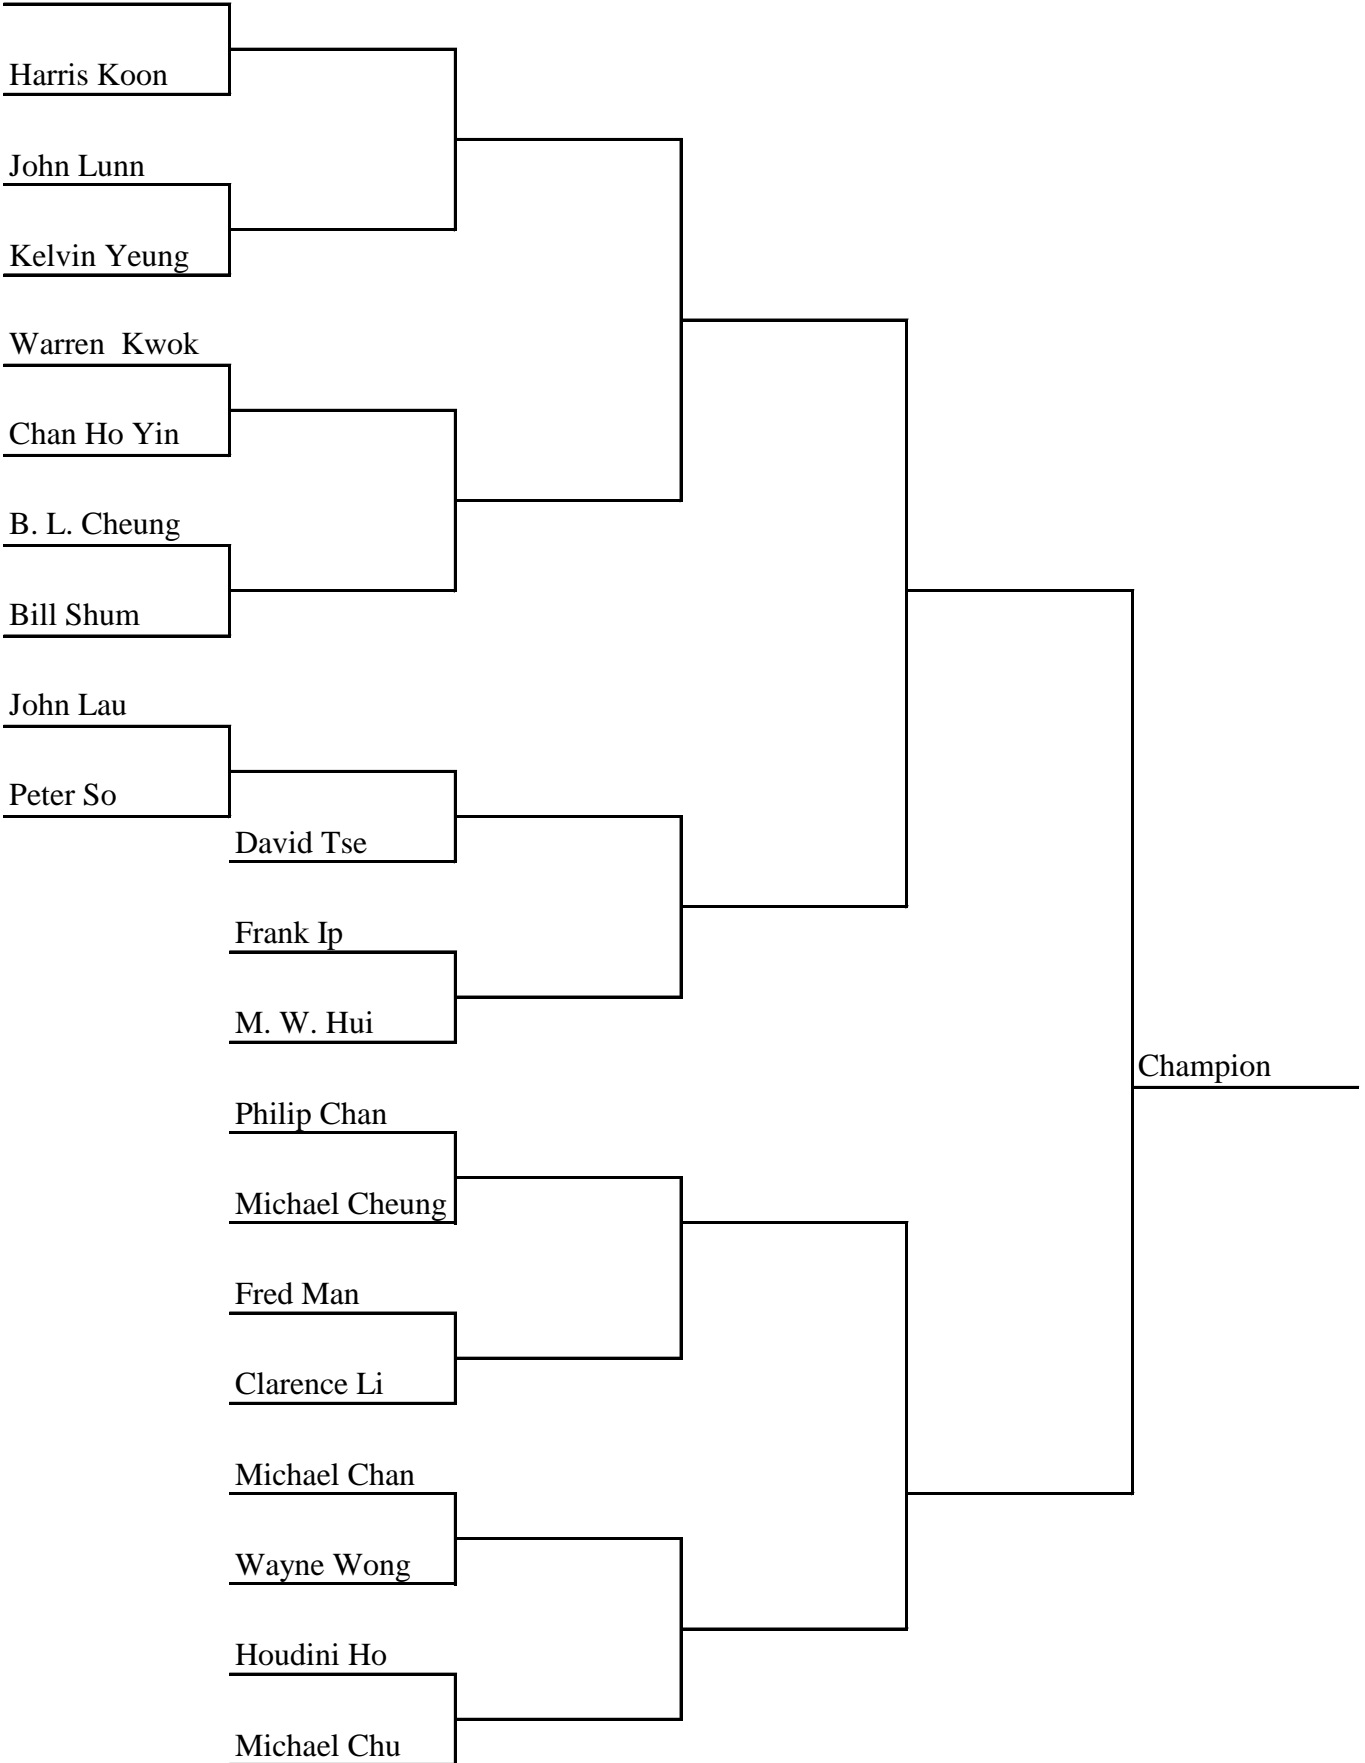 Harris Koon
John Lunn
Kelvin Yeung
Warren  Kwok
Chan Ho Yin
B. L. Cheung
Bill Shum
John Lau
Peter So
David Tse
Frank Ip
M. W. Hui
Champion
Philip Chan
Michael Cheung
Fred Man
Clarence Li
Michael Chan
Wayne Wong
Houdini Ho
Michael Chu